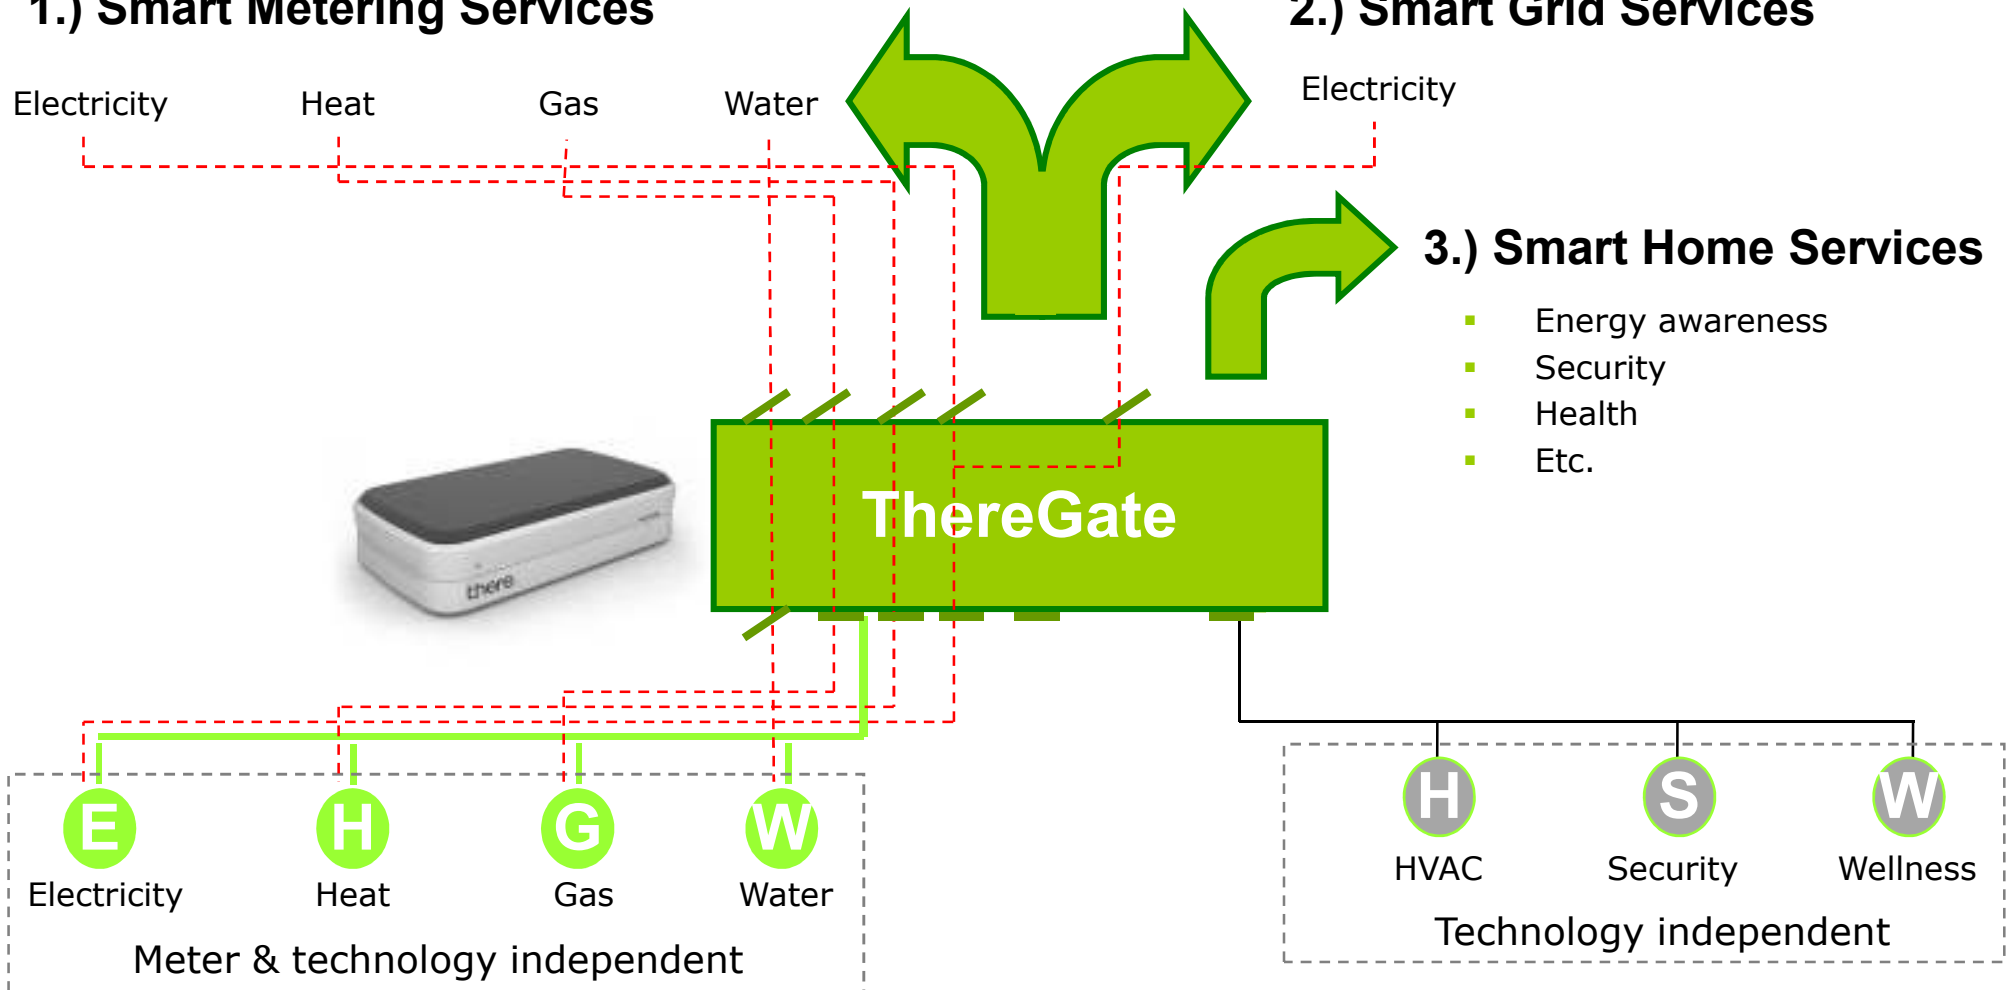 1.) Smart Metering Services
2.) Smart Grid Services
Electricity
Heat
Gas
Water
Electricity
3.) Smart Home Services
Energy awareness
Security
Health
Etc.
ThereGate
there
E
H
G
W
Electricity
Heat
Gas
Water
Meter & technology independent
H
S
W
HVAC
Security
Wellness
Technology independent